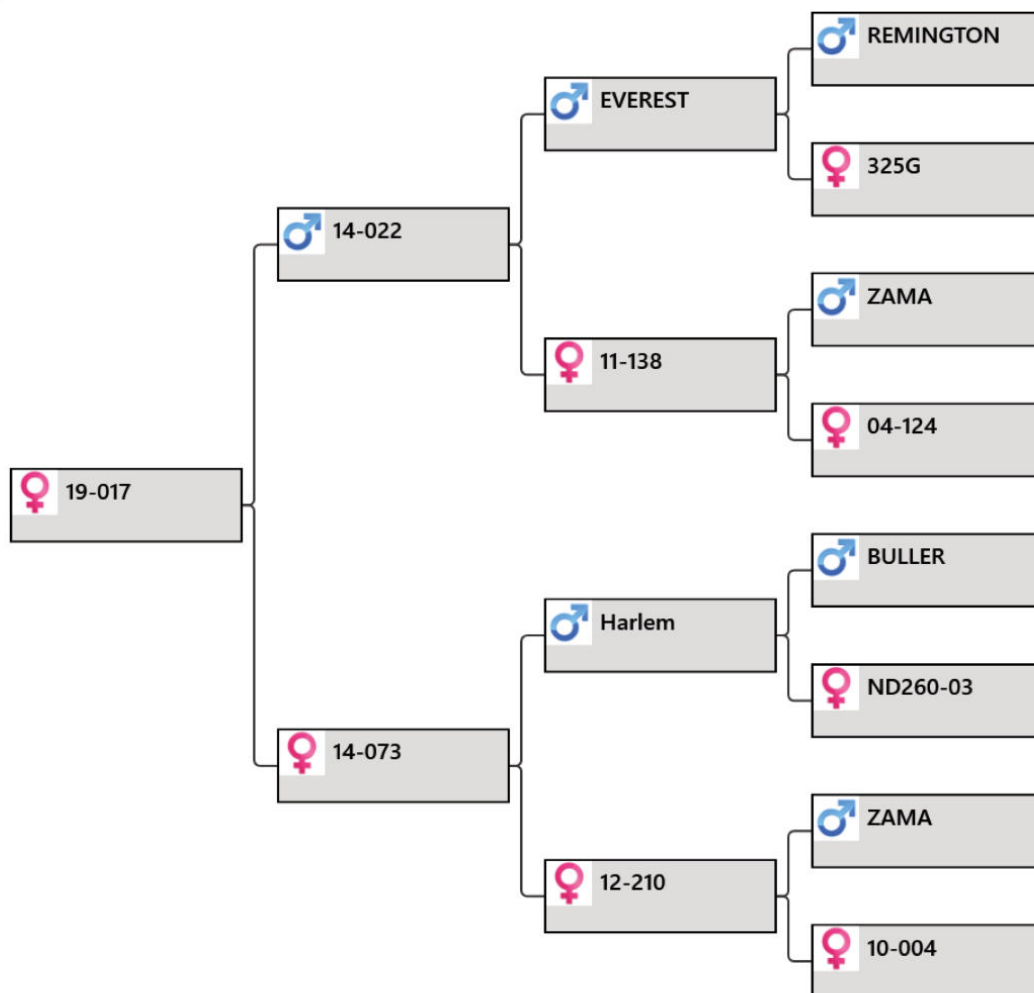 REMINGTON
EVEREST
325G
14-022
ZAMA
11-138
04-124
19-017
BULLER
Harlem
ND260-03
14-073
ZAMA
12-210
10-004